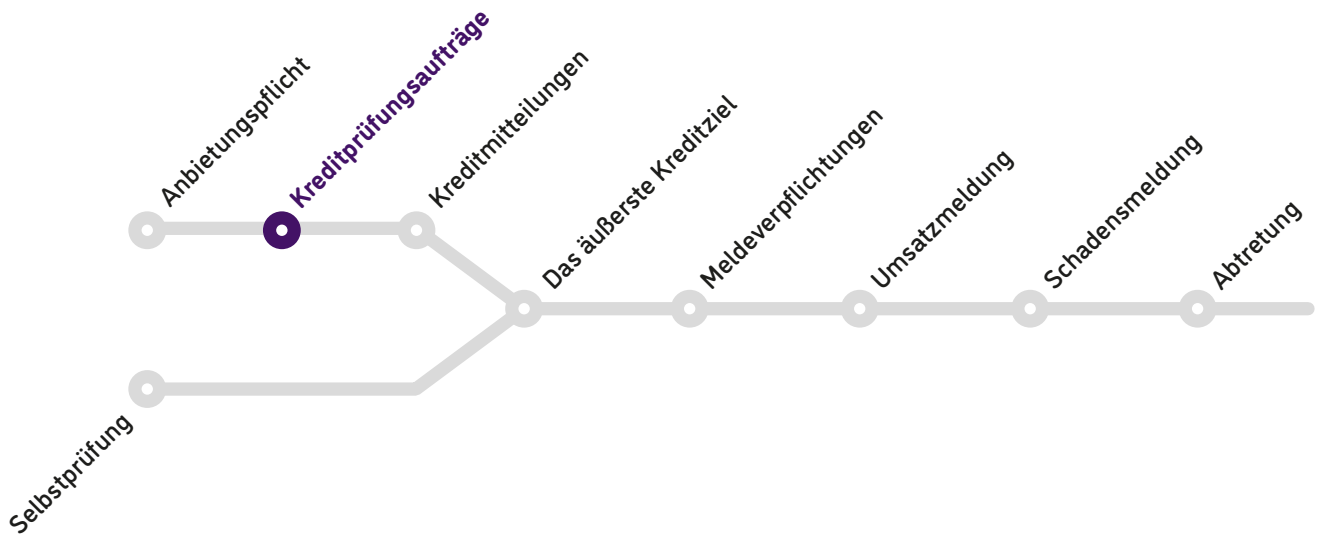 Anbietungspflicht
Kreditprüfungsaufträge
Kreditmitteilungen
Das äußerste Kreditziel
Meldeverpflichtungen
Umsatzmeldung
Schadensmeldung
Abtretung
Selbstprüfung